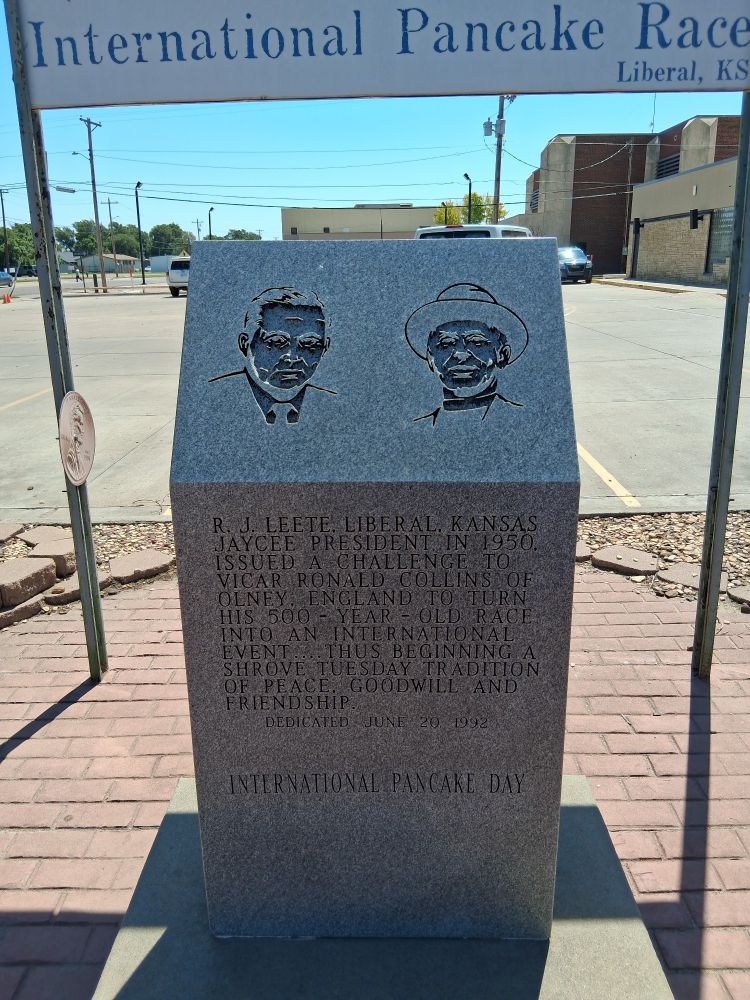 International Pancake Race
Liberal, KS
R. J. LEETE, LIBERAL, KANSAS
JAYCEE PRESIDENT IN 1950,
ISSUED A CHALLENGE TO
VICAR RONALD COLLINS OF
OLNEY, ENGLAND TO TURN
HIS 500 - YEAR - OLD RACE
INTO AN INTERNATIONAL
EVENT . . . THUS BEGINNING A
SHROVE TUESDAY TRADITION
OF PEACE, GOODWILL AND
FRIENDSHIP.
DEDICATED JUNE 20 1992
INTERNATIONAL PANCAKE DAY